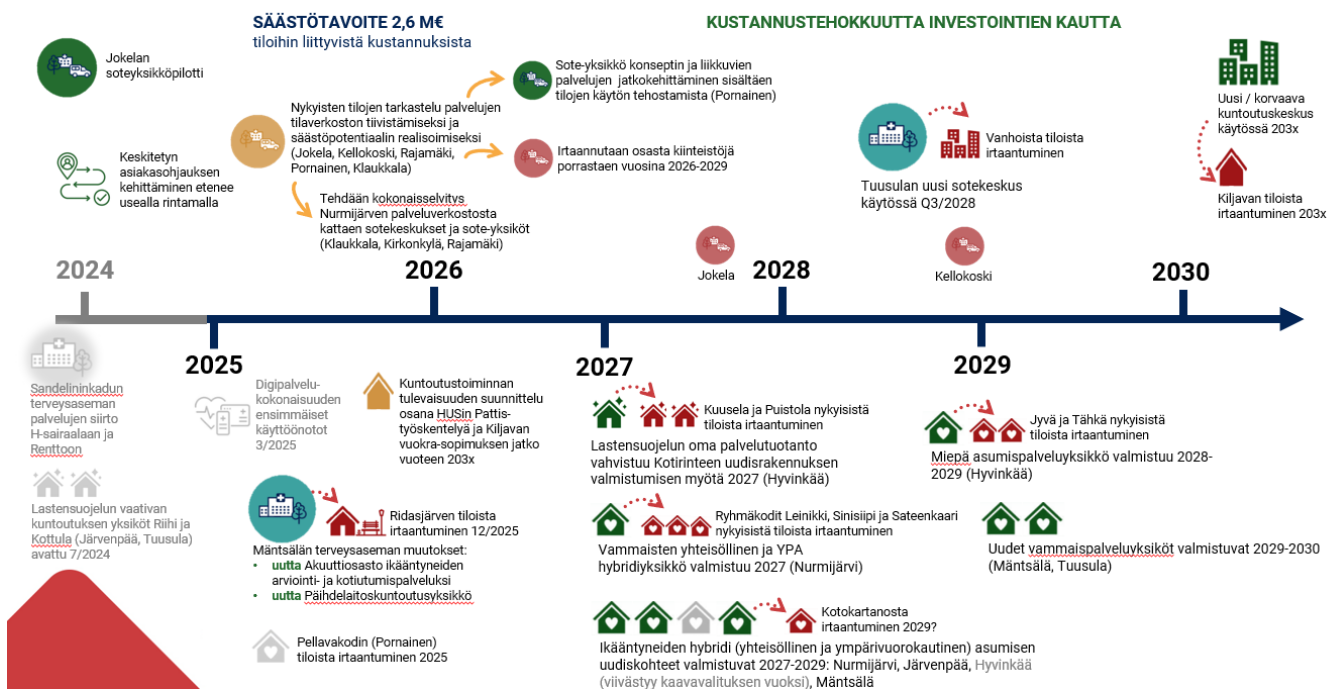 SÄÄSTÖTAVOITE 2,6 M€
tiloihin liittyvistä kustannuksista
KUSTANNUSTEHOKKUUTTA INVESTOINTIEN KAUTTA
Jokelan
soteyksikköpilotti
Keskitetyn
asiakasohjauksen
kehittäminen etenee
usealla rintamalla
Nykyisten tilojen tarkastelu palvelujen
tilaverkoston tiivistämiseksi ja
säästöpotentiaalin realisoimiseksi
(Jokela, Kellokoski, Rajamäki,
Pornainen, Klaukkala)
Tehdään kokonaisselvitys
Nurmijärven palveluverkostosta
kattaen sotekeskukset ja sote-yksiköt
(Klaukkala, Kirkonkylä, Rajamäki)
Sote-yksikkö konseptin ja liikkuvien
palvelujen jatkokehittäminen sisältäen
tilojen käytön tehostamista (Pornainen)
Irtaannutaan osasta kiinteistöjä
porrastaen vuosina 2026-2029
Vanhoista tiloista
irtaantuminen
Tuusulan uusi sotekeskus
käytössä Q3/2028
Uusi / korvaava
kuntoutuskeskus
käytössä 203x
Kiljavan tiloista
irtaantuminen 203x
Jokela
Kellokoski
2024
2026
2028
2030
2025
2027
2029
Sandelininkadun
terveysaseman
palvelujen siirto
H-sairaalaan ja
Renttoon
Lastensuojelun vaativan
kuntoutuksen yksiköt Riihi ja
Kottula (Järvenpää, Tuusula)
avattu 7/2024
Digipalvelu-
kokonaisuuden
ensimmäiset
käyttöönotot
3/2025
Kuntoutustoiminnan
tulevaisuuden suunnittelu
osana HUSin Pattis-
työskentelyä ja Kiljavan
vuokra-sopimuksen jatko
vuoteen 203x
Ridasjärven tiloista
irtaantuminen 12/2025
Mäntsälän terveysaseman muutokset:
• uutta Akuuttiosasto ikääntyneiden
arviointi- ja kotiutumispalveluksi
• uutta Päihdelaitoskuntoutusyksikkö
Pellavakodin (Pornainen)
tiloista irtaantuminen 2025
Kuusela ja Puistola nykyisistä
tiloista irtaantuminen
Lastensuojelun oma palvelutuotanto
vahvistuu Kotirinteen uudisrakennuksen
valmistumisen myötä 2027 (Hyvinkää)
Ryhmäkodit Leinikki, Sinisiipi ja Sateenkaari
nykyisistä tiloista irtaantuminen
Vammaisten yhteisöllinen ja YPA
hybridiyksikkö valmistuu 2027 (Nurmijärvi)
Kotokartanosta
irtaantuminen 2029?
Ikääntyneiden hybridi (yhteisöllinen ja ympärivuorokautinen) asumisen
uudiskohteet valmistuvat 2027-2029: Nurmijärvi, Järvenpää, Hyvinkää
(viivästyy kaavavalituksen vuoksi), Mäntsälä
Jyvä ja Tähkä nykyisistä
tiloista irtaantuminen
Miepä asumispalveluyksikkö valmistuu 2028-
2029 (Hyvinkää)
Uudet vammaispalveluyksiköt valmistuvat 2029-2030
(Mäntsälä, Tuusula)